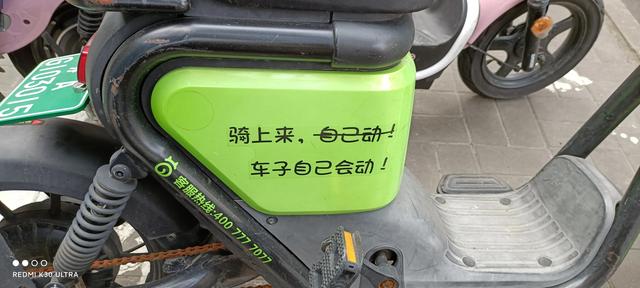 骑上来，自己动！
车子自己会动！
客服热线:400 777 7077
REDMI K30 ULTRA